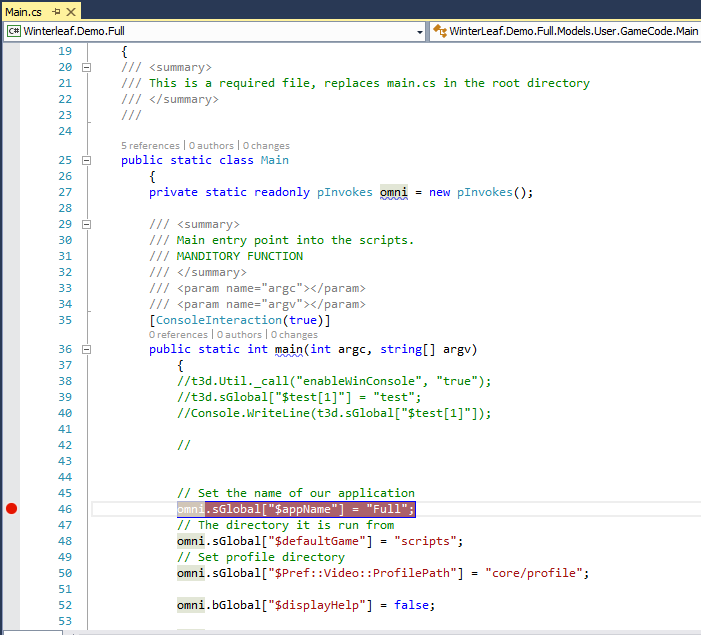 Main.cs
C# Winterleaf.Demo.Full WinterLeaf.Demo.Full.Models.User.GameCode.Main
19 {
20 /// <summary>
21 /// This is a required file, replaces main.cs in the root directory
22 /// </summary>
23 ///
24
5 references | 0 authors | 0 changes
25 public static class Main
26 {
27 private static readonly pInvokes omni = new pInvokes();
28
29 /// <summary>
30 /// Main entry point into the scripts.
31 /// MANDITORY FUNCTION
32 /// </summary>
33 /// <param name="argc"></param>
34 /// <param name="argv"></param>
35 [ConsoleInteraction(true)]
0 references | 0 authors | 0 changes
36 public static int main(int argc, string[] argv)
37 {
38 //t3d.Util._call("enableWinConsole", "true");
39 //t3d.sGlobal["$test[1]"] = "test";
40 //Console.WriteLine(t3d.sGlobal["$test[1]"]);
41
42 //
43
44
45 // Set the name of our application
46 omni.sGlobal["$appName"] = "Full";
47 // The directory it is run from
48 omni.sGlobal["$defaultGame"] = "scripts";
49 // Set profile directory
50 omni.sGlobal["$Pref::Video::ProfilePath"] = "core/profile";
51
52 omni.bGlobal["$displayHelp"] = false;
53